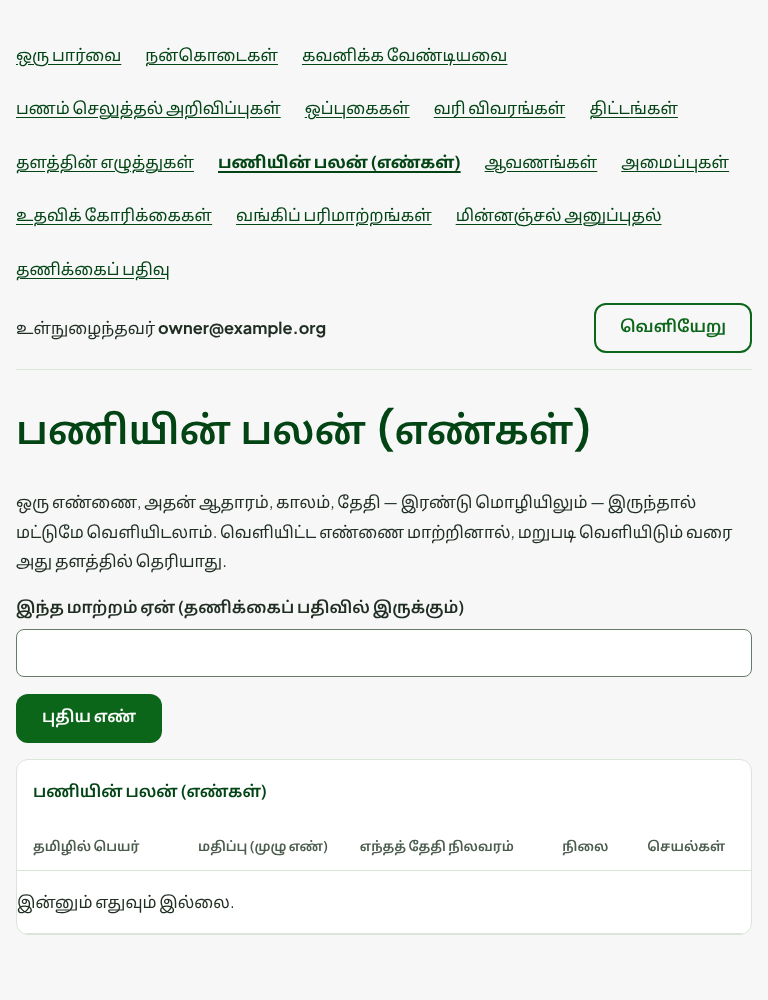 ஒரு பார்வை நன்கொடைகள் கவனிக்க வேண்டியவை
பணம் செலுத்தல் அறிவிப்புகள் ஒப்புகைகள் வரி விவரங்கள் திட்டங்கள்
தளத்தின் எழுத்துகள் பணியின் பலன் (எண்கள்) ஆவணங்கள் அமைப்புகள்
உதவிக் கோரிக்கைகள் வங்கிப் பரிமாற்றங்கள் மின்னஞ்சல் அனுப்புதல்
தணிக்கைப் பதிவு
உள்நுழைந்தவர் owner@example.org வெளியேறு
பணியின் பலன் (எண்கள்)
ஒரு எண்ணை, அதன் ஆதாரம், காலம், தேதி — இரண்டு மொழியிலும் — இருந்தால்
மட்டுமே வெளியிடலாம். வெளியிட்ட எண்ணை மாற்றினால், மறுபடி வெளியிடும் வரை
அது தளத்தில் தெரியாது.
இந்த மாற்றம் ஏன் (தணிக்கைப் பதிவில் இருக்கும்)
புதிய எண்
பணியின் பலன் (எண்கள்)
தமிழில் பெயர் மதிப்பு (முழு எண்) எந்தத் தேதி நிலவரம் நிலை செயல்கள்
இன்னும் எதுவும் இல்லை.